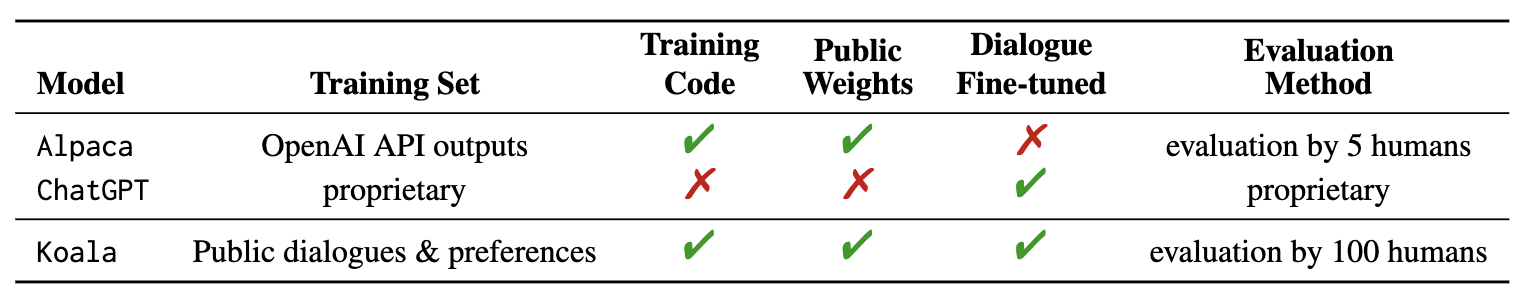 Model Training Set Training Code Public Weights Dialogue Fine-tuned Evaluation Method
Alpaca OpenAI API outputs ✔ ✔ ✗ evaluation by 5 humans
ChatGPT proprietary ✗ ✗ ✔ proprietary
Koala Public dialogues & preferences ✔ ✔ ✔ evaluation by 100 humans